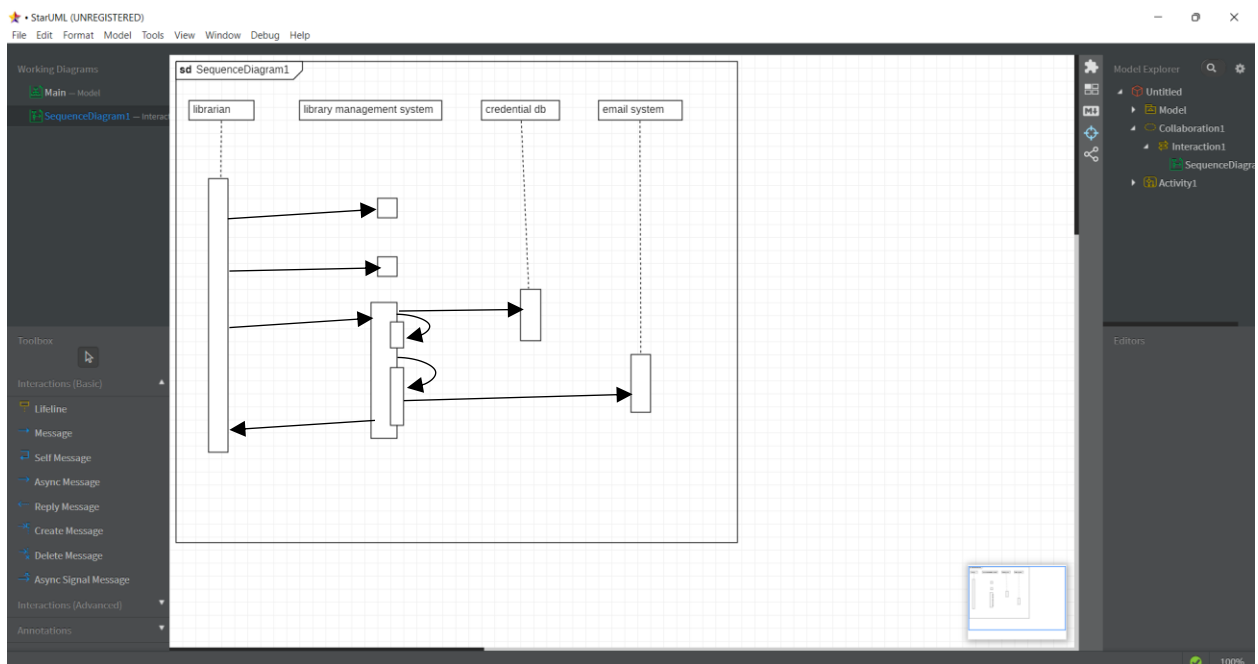 • StarUML (UNREGISTERED)
File Edit Format Model Tools View Window Debug Help
Working Diagrams
Main — Model
SequenceDiagram1 — Interact
Toolbox
Interactions (Basic)
Lifeline
Message
Self Message
Async Message
Reply Message
Create Message
Delete Message
Async Signal Message
Interactions (Advanced)
Annotations
sd SequenceDiagram1
librarian
library management system
credential db
email system
Model Explorer
Untitled
Model
Collaboration1
Interaction1
SequenceDiagra
Activity1
Editors
100%